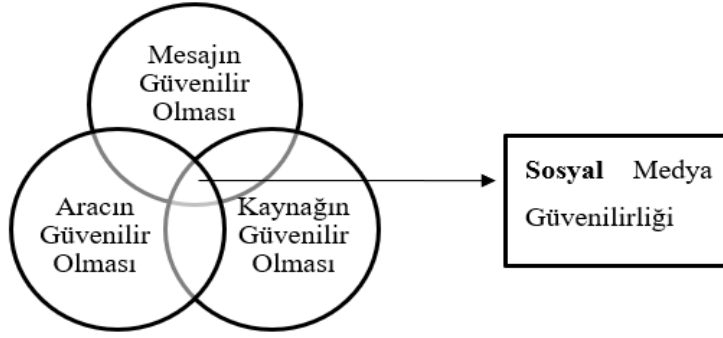 Mesajın
Güvenilir
Olması
Aracın
Güvenilir
Olması
Kaynağın
Güvenilir
Olması
Sosyal Medya
Güvenilirliği